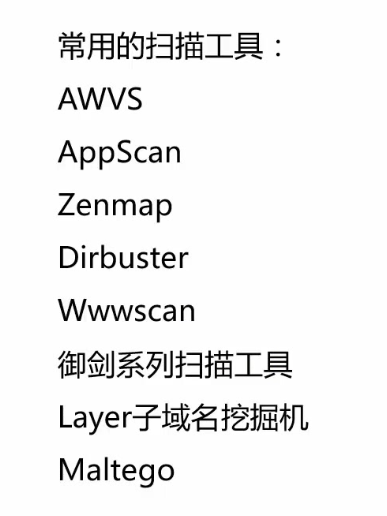 常用的扫描工具：
AWVS
AppScan
Zenmap
Dirbuster
Wwwscan
御剑系列扫描工具
Layer子域名挖掘机
Maltego